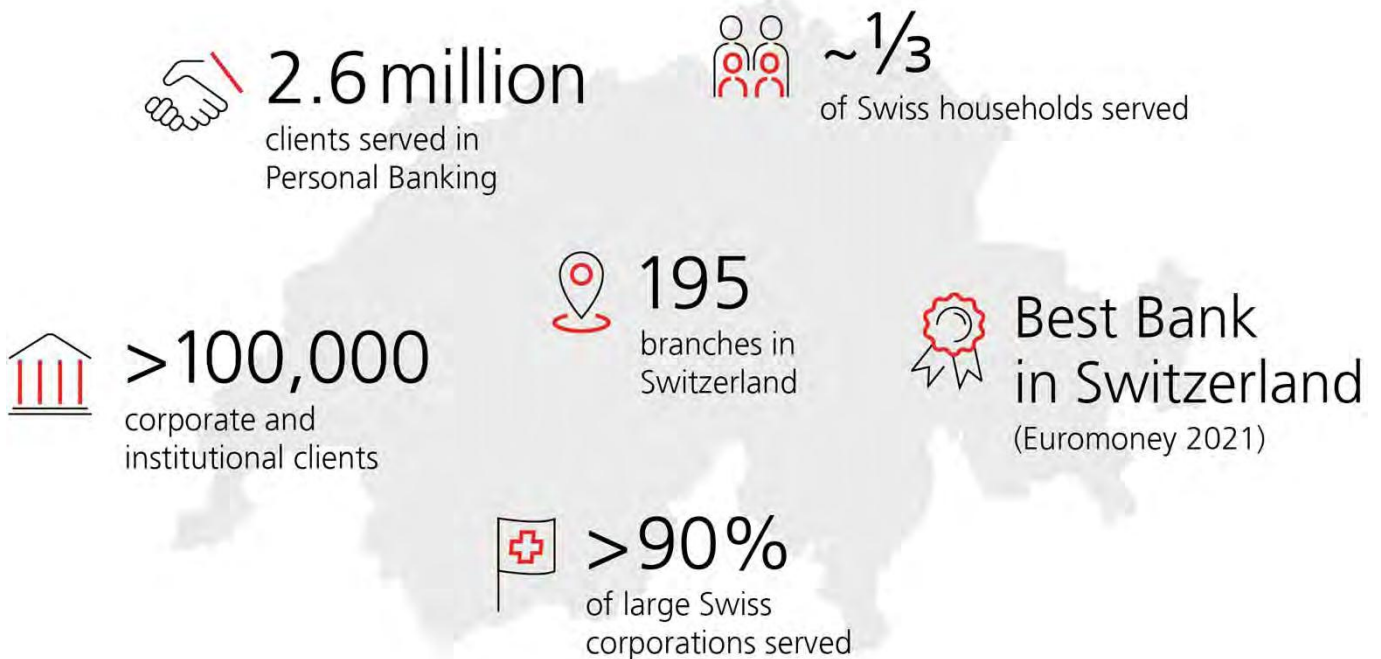 2.6 million
clients served in
Personal Banking
~⅓
of Swiss households served
>100,000
corporate and
institutional clients
195
branches in
Switzerland
Best Bank
in Switzerland
(Euromoney 2021)
>90%
of large Swiss
corporations served